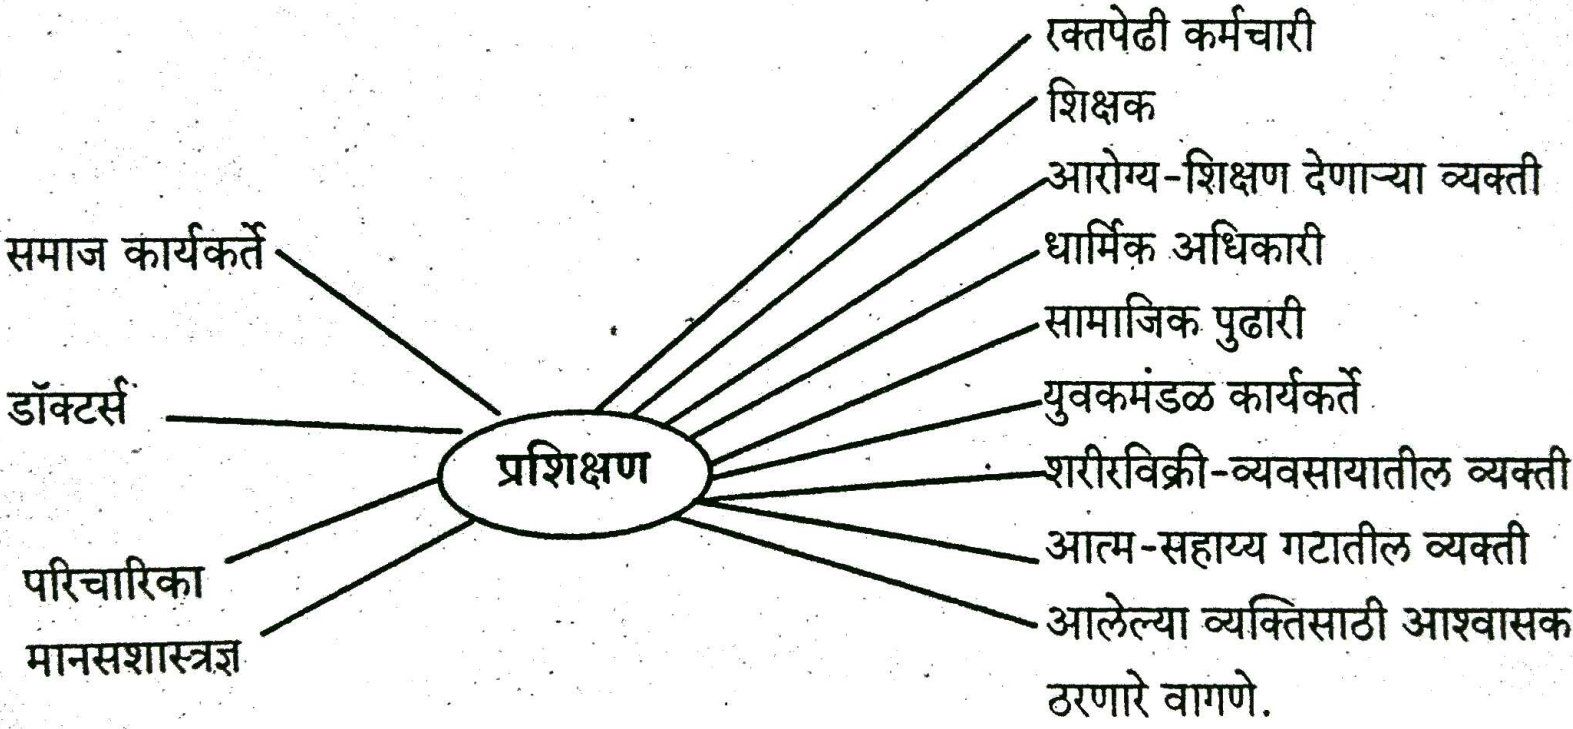 रक्तपेढी कर्मचारी
शिक्षक
आरोग्य-शिक्षण देणाऱ्या व्यक्ती
धार्मिक अधिकारी
सामाजिक पुढारी
युवकमंडळ कार्यकर्ते
शरीरविक्री-व्यवसायातील व्यक्ती
आत्म-सहाय्य गटातील व्यक्ती
आलेल्या व्यक्तिसाठी आश्वासक
ठरणारे वागणे.
समाज कार्यकर्ते
डॉक्टर्स
परिचारिका
मानसशास्त्रज्ञ
प्रशिक्षण